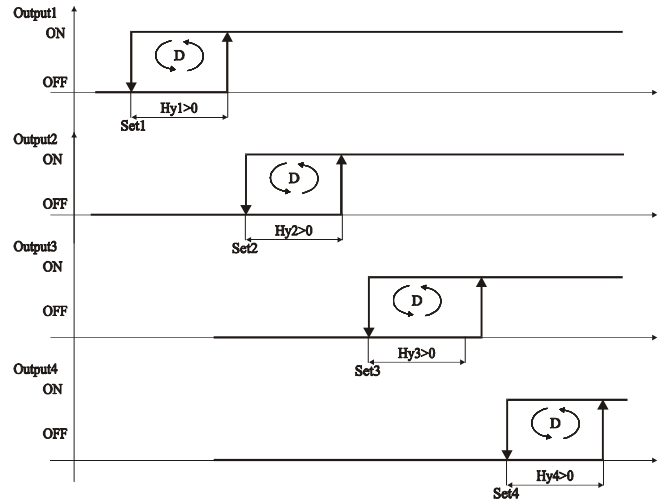 Output1
ON
D
OFF
Hy1>0
Set1
Output2
ON
D
OFF
Hy2>0
Set2
Output3
ON
D
OFF
Hy3>0
Set3
Output4
ON
D
OFF
Hy4>0
Set4